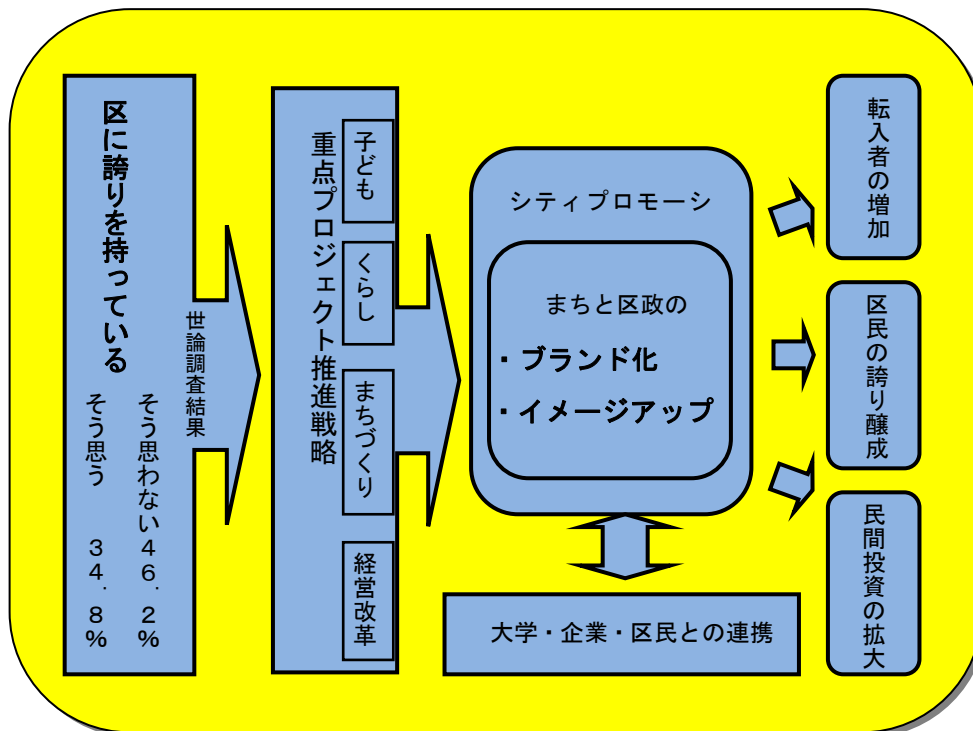 区に誇りを持っている
そう思わない46.2%
そう思う 34.8%
世論調査結果
重点プロジェクト推進戦略
子ども
くらし
まちづくり
経営改革
シティプロモーシ
まちと区政の
・ブランド化
・イメージアップ
大学・企業・区民との連携
転入者の増加
区民の誇り醸成
民間投資の拡大